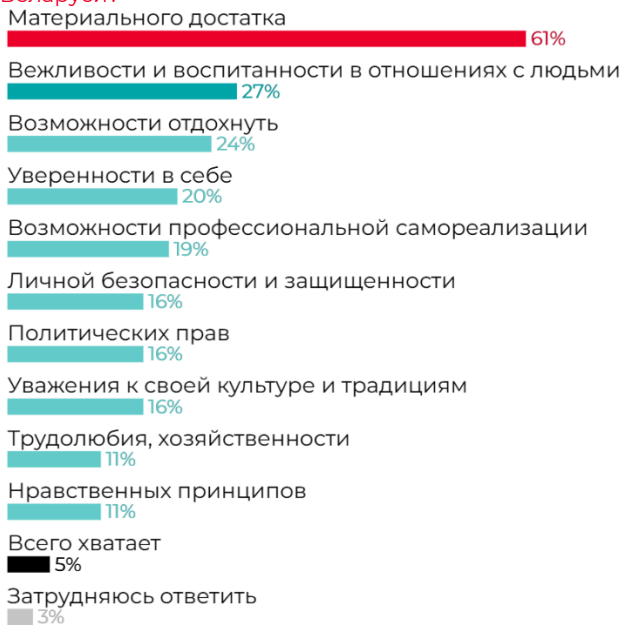 Беларуси?
Материального достатка
61%
Вежливости и воспитанности в отношениях с людьми
27%
Возможности отдохнуть
24%
Уверенности в себе
20%
Возможности профессиональной самореализации
19%
Личной безопасности и защищенности
16%
Политических прав
16%
Уважения к своей культуре и традициям
16%
Трудолюбия, хозяйственности
11%
Нравственных принципов
11%
Всего хватает
5%
Затрудняюсь ответить
3%